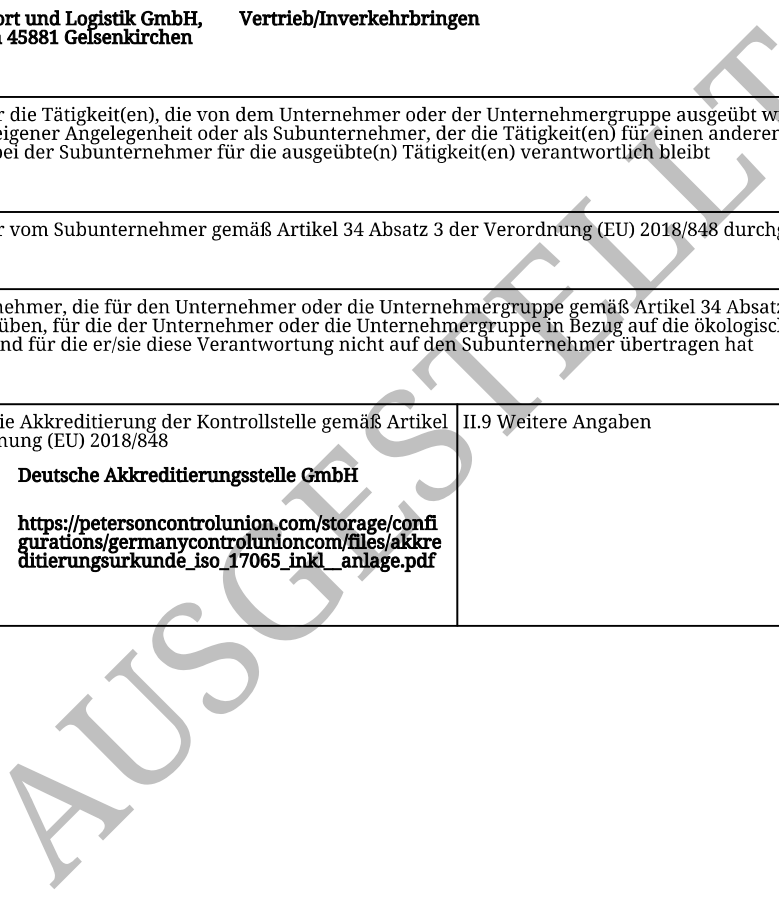 ort und Logistik GmbH, Vertrieb/Inverkehrbringen
45881 Gelsenkirchen
r die Tätigkeit(en), die von dem Unternehmer oder der Unternehmergruppe ausgeübt
eigener Angelegenheit oder als Subunternehmer, der die Tätigkeit(en) für einen anderen
bei der Subunternehmer für die ausgeübte(n) Tätigkeit(en) verantwortlich bleibt
r vom Subunternehmer gemäß Artikel 34 Absatz 3 der Verordnung (EU) 2018/848 durchg
nehmer, die für den Unternehmer oder die Unternehmergruppe gemäß Artikel 34 Absatz
üben, für die der Unternehmer oder die Unternehmergruppe in Bezug auf die ökologisch
nd für die er/sie diese Verantwortung nicht auf den Subunternehmer übertragen hat
ie Akkreditierung der Kontrollstelle gemäß Artikel II.9 Weitere Angaben
nung (EU) 2018/848
Deutsche Akkreditierungsstelle GmbH
https://petersoncontrolunion.com/storage/confi
gurations/germanycontrolunioncom/files/akkre
ditierungsurkunde_iso_17065_inkl__anlage.pdf
AUSGESTELLT